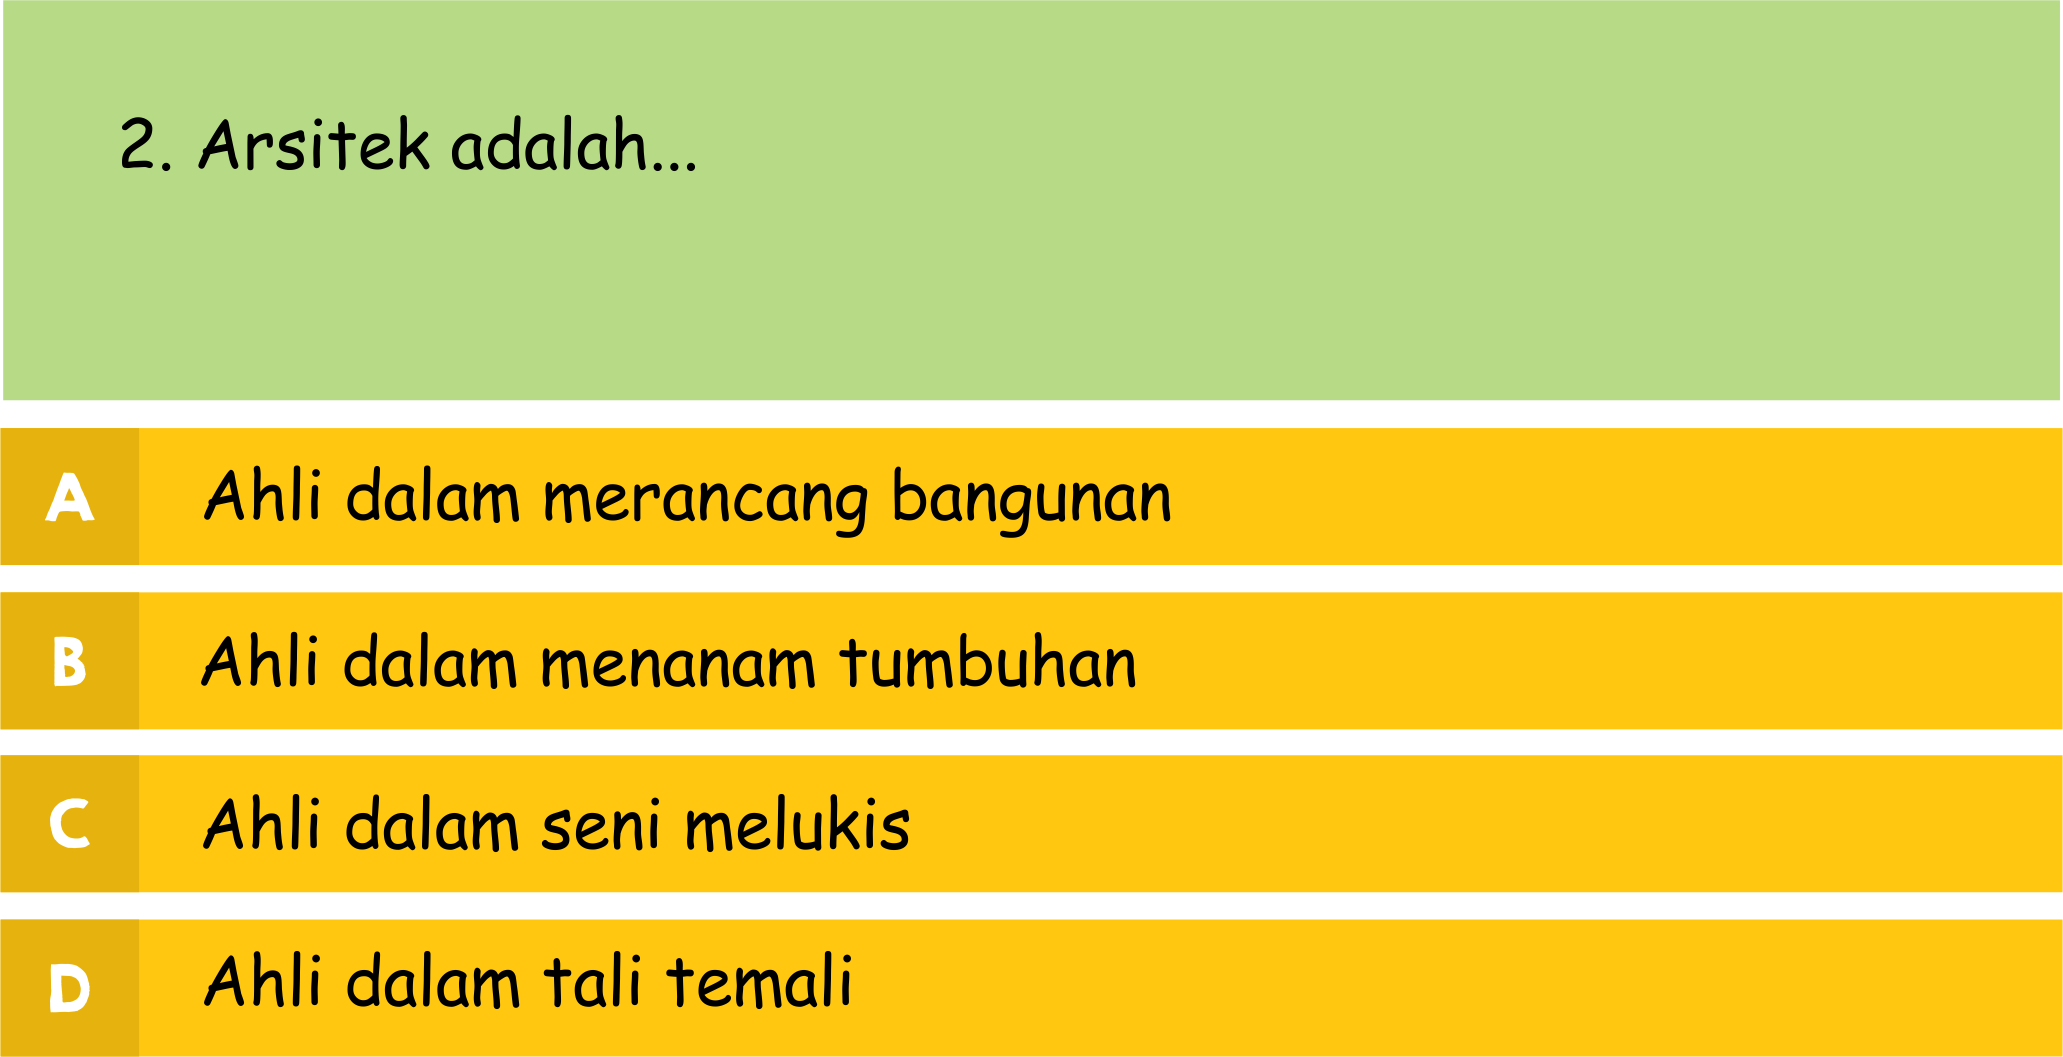 2. Arsitek adalah...
A Ahli dalam merancang bangunan
B Ahli dalam menanam tumbuhan
C Ahli dalam seni melukis
D Ahli dalam tali temali